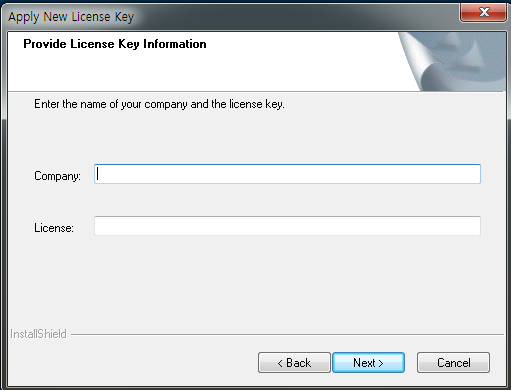 Apply New License Key
Provide License Key Information
Enter the name of your company and the license key.
Company:
License:
InstallShield
< Back
Next >
Cancel